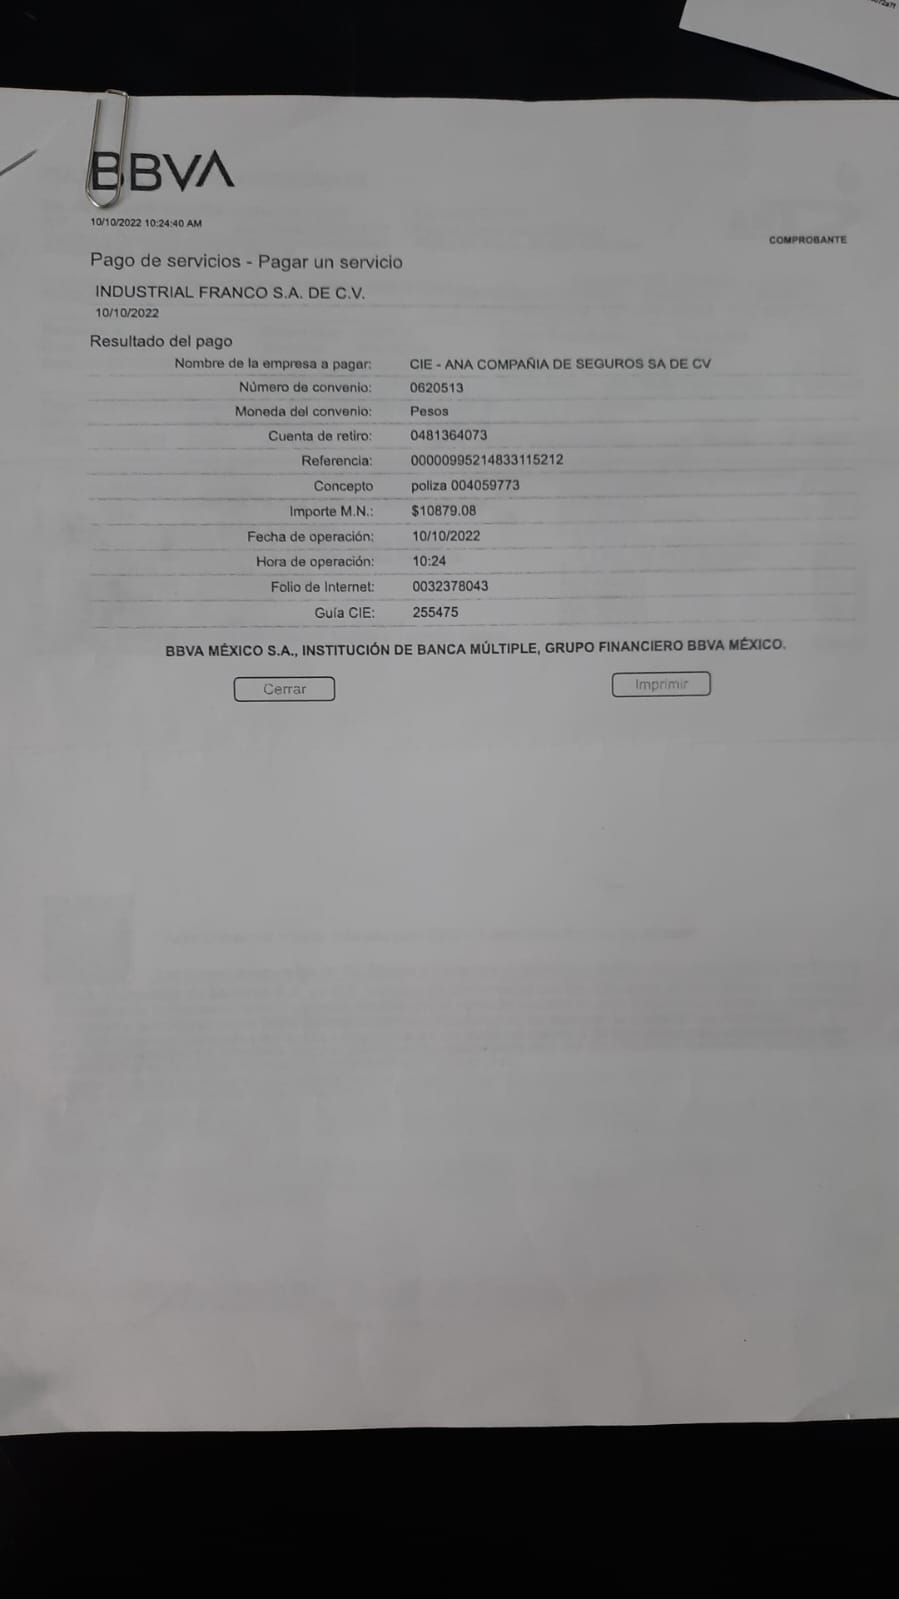 BBVA
10/10/2022 10:24:40 AM
COMPROBANTE
Pago de servicios - Pagar un servicio
INDUSTRIAL FRANCO S.A. DE C.V.
10/10/2022
Resultado del pago
Nombre de la empresa a pagar: CIE - ANA COMPAÑIA DE SEGUROS SA DE CV
Número de convenio: 0620513
Moneda del convenio: Pesos
Cuenta de retiro: 0481364073
Referencia: 00000995214833115212
Concepto poliza 004059773
Importe M.N.: $10879.08
Fecha de operación: 10/10/2022
Hora de operación: 10:24
Folio de Internet: 0032378043
Guía CIE: 255475
BBVA MÉXICO S.A., INSTITUCIÓN DE BANCA MÚLTIPLE, GRUPO FINANCIERO BBVA MÉXICO.
Cerrar
Imprimir